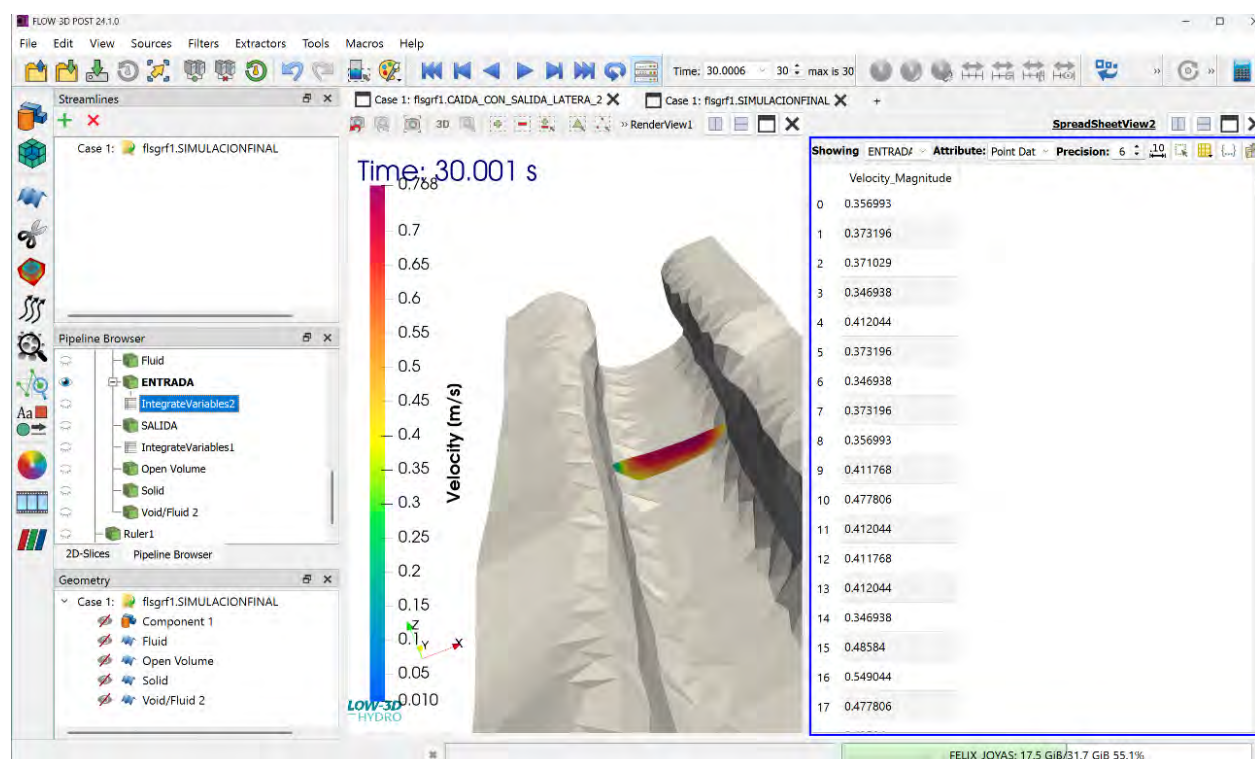 FLOW-3D POST 24.1.0
File Edit View Sources Filters Extractors Tools Macros Help
Time: 30.0006 30 max is 30
Streamlines
Case 1: flsgrf1.SIMULACIONFINAL
Pipeline Browser
Fluid
ENTRADA
IntegrateVariables2
SALIDA
IntegrateVariables1
Open Volume
Solid
Void/Fluid 2
Ruler1
2D-Slices Pipeline Browser
Geometry
Case 1: flsgrf1.SIMULACIONFINAL
Component 1
Fluid
Open Volume
Solid
Void/Fluid 2
Case 1: flsgrf1.CAIDA_CON_SALIDA_LATERA_2 Case 1: flsgrf1.SIMULACIONFINAL +
3D » RenderView1
Time: 30.001 s
0.768
0.7
0.65
0.6
0.55
0.5
0.45
0.4
0.35
0.3
0.25
0.2
0.15
0.1
0.05
0.010
Velocity (m/s)
Z
Y
X
LOW-3D
HYDRO
SpreadSheetView2
Showing ENTRADA Attribute: Point Dat Precision: 6
Velocity_Magnitude
0 0.356993
1 0.373196
2 0.371029
3 0.346938
4 0.412044
5 0.373196
6 0.346938
7 0.373196
8 0.356993
9 0.411768
10 0.477806
11 0.412044
12 0.411768
13 0.412044
14 0.346938
15 0.48584
16 0.549044
17 0.477806
FELIX_JOYAS: 17.5 GiB/31.7 GiB 55.1%